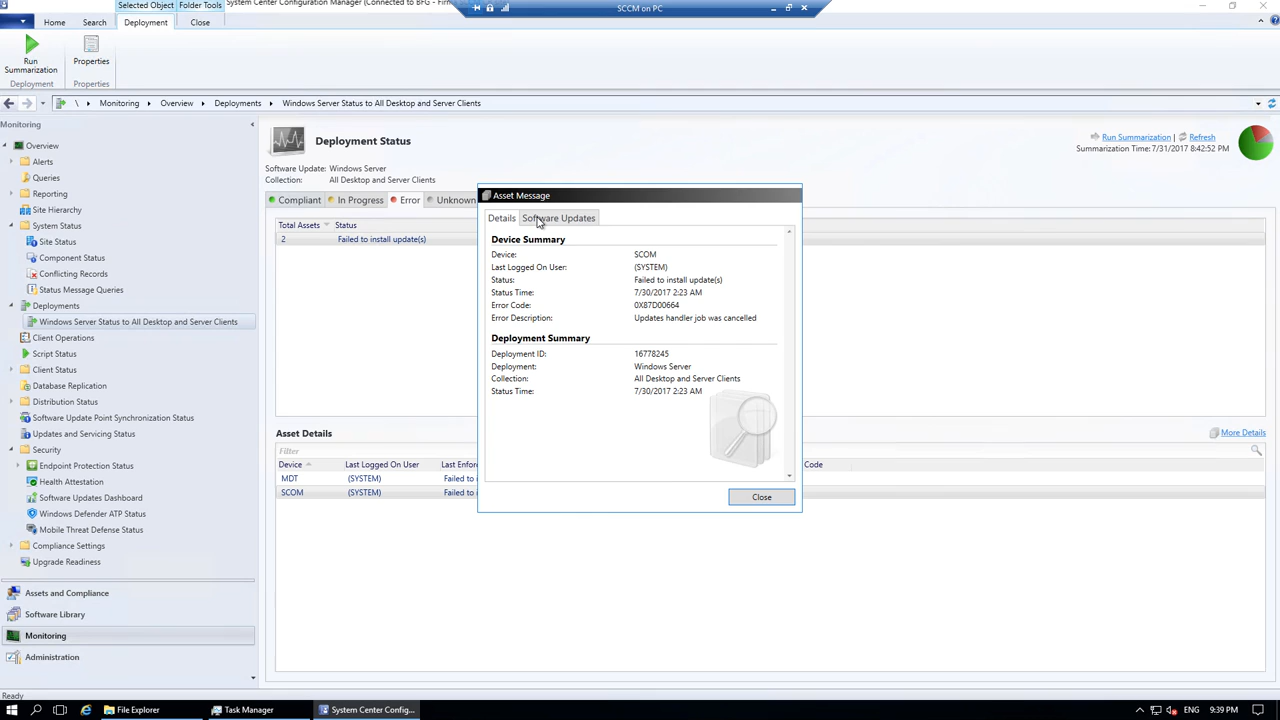 Selected Object
Folder Tools
System Center Configuration Manager (Connected to BFG - Fir
SCCM on PC
Home
Search
Deployment
Close
Run
Summarization
Properties
Deployment
Properties
\
Monitoring
Overview
Deployments
Windows Server Status to All Desktop and Server Clients
Monitoring
Overview
Alerts
Queries
Reporting
Site Hierarchy
System Status
Site Status
Component Status
Conflicting Records
Status Message Queries
Deployments
Windows Server Status to All Desktop and Server Clients
Client Operations
Script Status
Client Status
Database Replication
Distribution Status
Software Update Point Synchronization Status
Updates and Servicing Status
Security
Endpoint Protection Status
Health Attestation
Software Updates Dashboard
Windows Defender ATP Status
Mobile Threat Defense Status
Compliance Settings
Upgrade Readiness
Assets and Compliance
Software Library
Monitoring
Administration
Deployment Status
Run Summarization
Refresh
Summarization Time: 7/31/2017 8:42:52 PM
Software Update: Windows Server
Collection: All Desktop and Server Clients
Compliant
In Progress
Error
Unknown
Total Assets
Status
2
Failed to install update(s)
Asset Message
Details
Software Updates
Device Summary
Device: SCOM
Last Logged On User: (SYSTEM)
Status: Failed to install update(s)
Status Time: 7/30/2017 2:23 AM
Error Code: 0X87D00664
Error Description: Updates handler job was cancelled
Deployment Summary
Deployment ID: 16778245
Deployment: Windows Server
Collection: All Desktop and Server Clients
Status Time: 7/30/2017 2:23 AM
Close
Asset Details
More Details
Filter
Device
Last Logged On User
Last Enfor
Code
MDT
(SYSTEM)
Failed to i
SCOM
(SYSTEM)
Failed to i
Ready
File Explorer
Task Manager
System Center Config...
ENG
9:39 PM